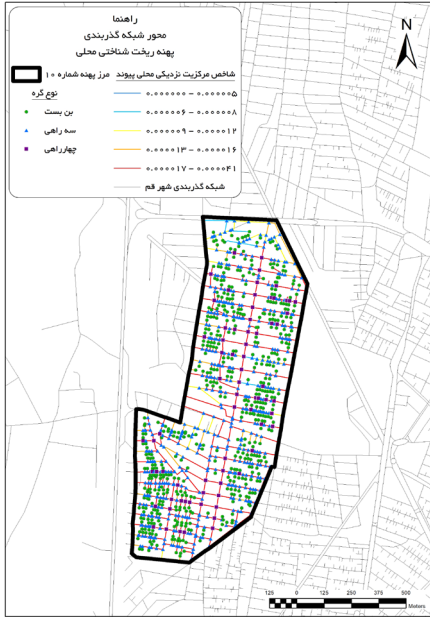 راهنما
محور شبکه گذربندی
پهنه ریخت شناختی محلی
شاخص مرکزیت نزدیکی محلی پیوند
مرز پهنه شماره ۱۰
نوع گره
بن بست
سه راهی
چهارراهی
۰.۰۰۰۰۰۰ - ۰.۰۰۰۰۰۵
۰.۰۰۰۰۰۶ - ۰.۰۰۰۰۰۸
۰.۰۰۰۰۰۹ - ۰.۰۰۰۰۱۲
۰.۰۰۰۰۱۳ - ۰.۰۰۰۰۱۶
۰.۰۰۰۰۱۷ - ۰.۰۰۰۰۴۱
شبکه گذربندی شهر قم
N
125 0 125 250 375 500
Meters